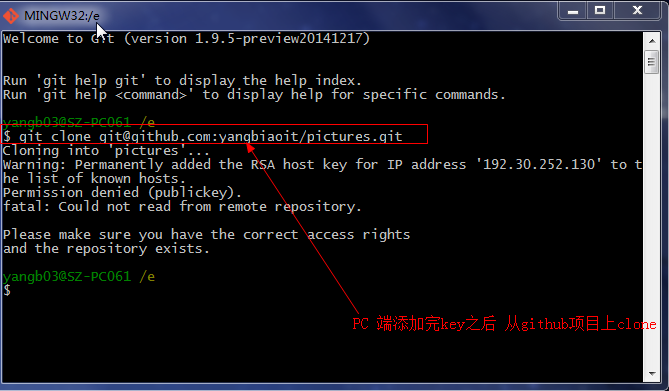 MINGW32:/e
Welcome to Git (version 1.9.5-preview20141217)
Run 'git help git' to display the help index.
Run 'git help <command>' to display help for specific commands.
yangb03@SZ-PC061 /e
$ git clone git@github.com:yangbiaoit/pictures.git
Cloning into 'pictures'...
Warning: Permanently added the RSA host key for IP address '192.30.252.130' to t
he list of known hosts.
Permission denied (publickey).
fatal: Could not read from remote repository.
Please make sure you have the correct access rights
and the repository exists.
yangb03@SZ-PC061 /e
$
PC 端添加完key之后 从github项目上clone